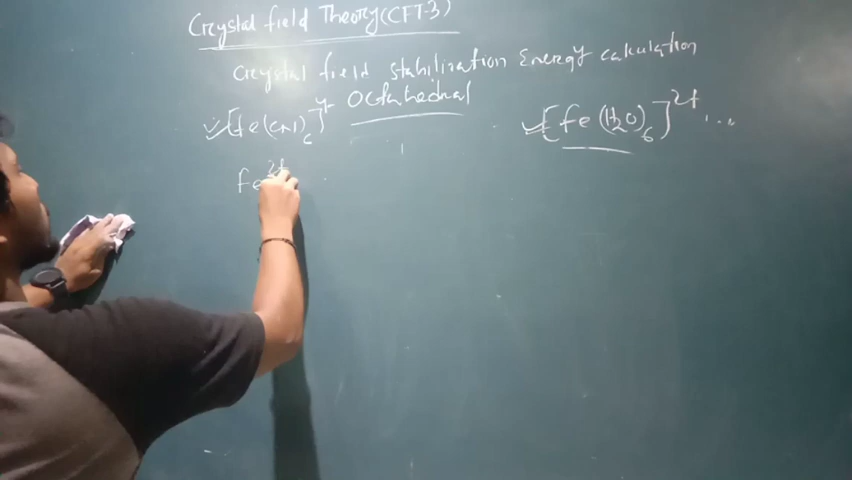 Crystal field Theory(CFT-3)
Crystal field stabilization Energy calculation
Octahedral
[fe(CN)6]4-
[fe(H2O)6]2+ ...
fe2+